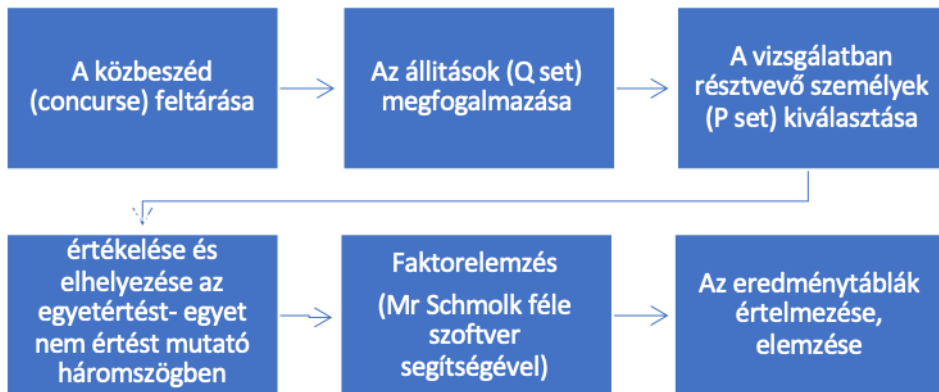 A közbeszéd
(concurse) feltárása
Az állitások (Q set)
megfogalmazása
A vizsgálatban
résztvevő személyek
(P set) kiválasztása
értékelése és
elhelyezése az
egyetértést- egyet
nem értést mutató
háromszögben
Faktorelemzés
(Mr Schmolk féle
szoftver
segítségével)
Az eredménytáblák
értelmezése,
elemzése